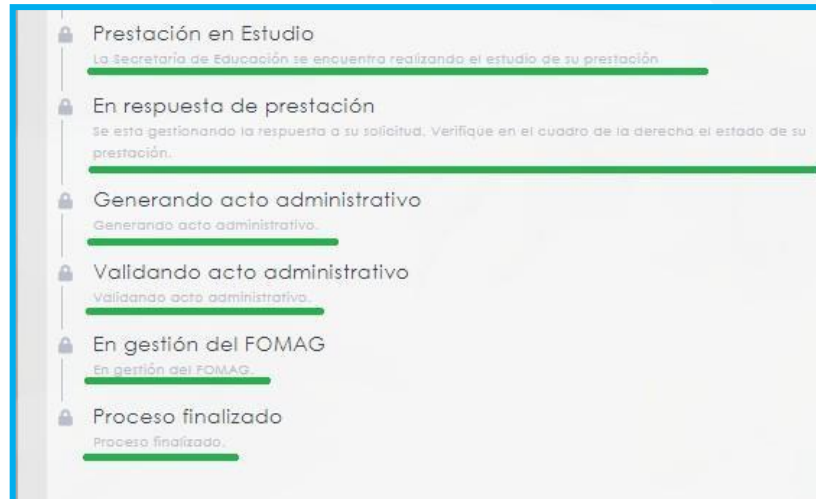 Prestación en Estudio
La Secretaría de Educación se encuentra realizando el estudio de su prestación
En respuesta de prestación
Se esta gestionando la respuesta a su solicitud. Verifique en el cuadro de la derecha el estado de su
prestación.
Generando acto administrativo
Generando acto administrativo.
Validando acto administrativo
Validando acto administrativo.
En gestión del FOMAG
En gestión del FOMAG.
Proceso finalizado
Proceso finalizado.